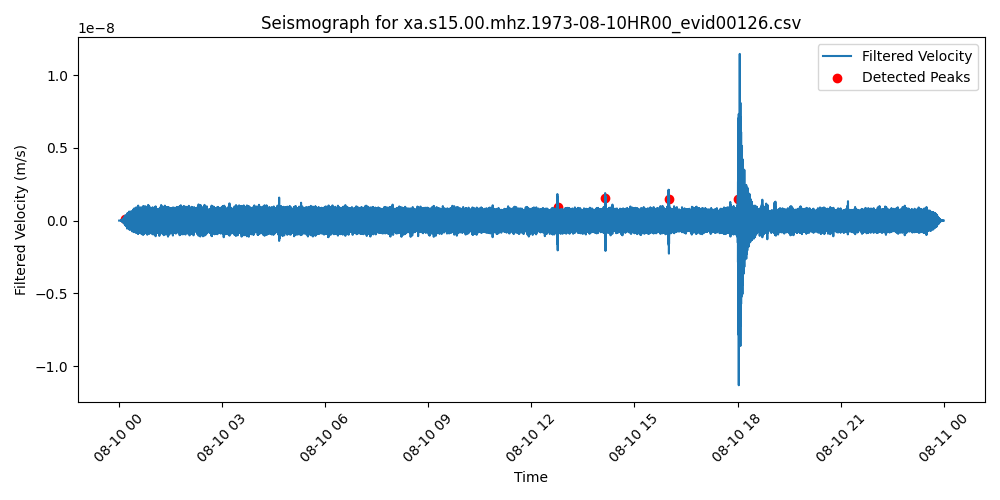 Seismograph for xa.s15.00.mhz.1973-08-10HR00_evid00126.csv
1e−8
Filtered Velocity
Detected Peaks
1.0
0.5
0.0
−0.5
−1.0
Filtered Velocity (m/s)
08-10 00
08-10 03
08-10 06
08-10 09
08-10 12
08-10 15
08-10 18
08-10 21
08-11 00
Time